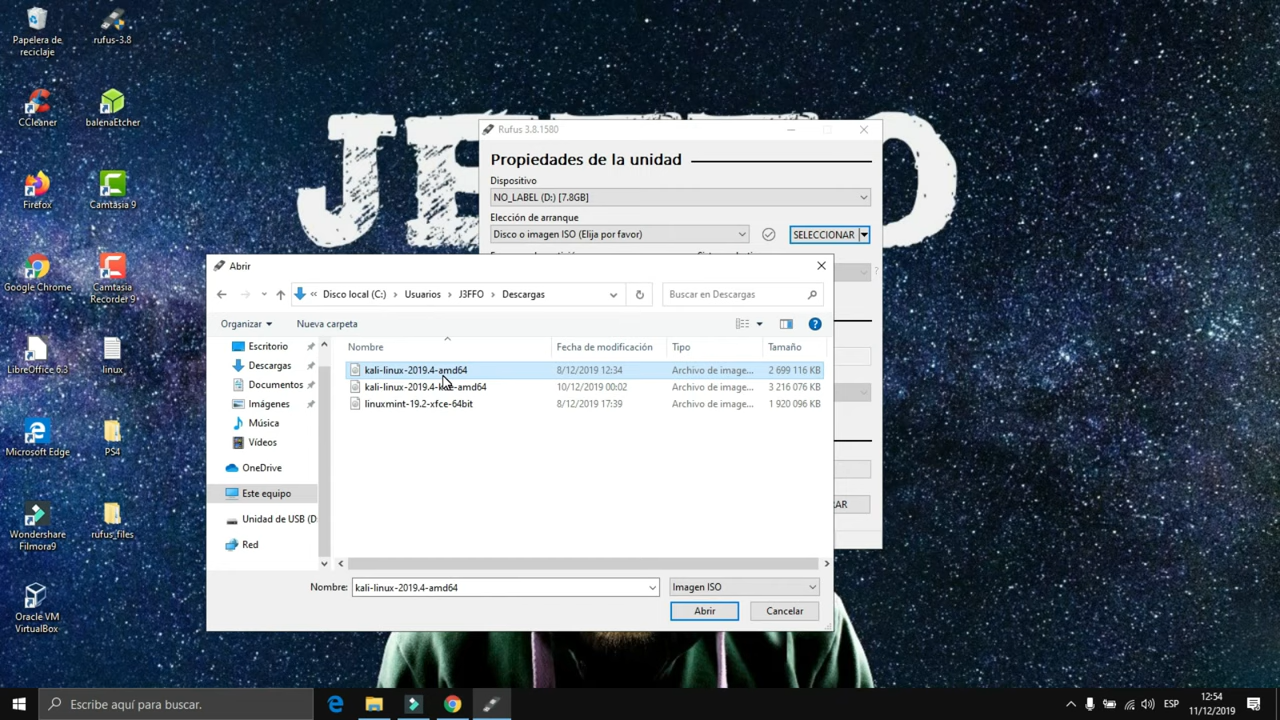 Papelera de
reciclaje
rufus-3.8
CCleaner
balenaEtcher
Firefox
Camtasia 9
Google Chrome
Camtasia
Recorder 9
LibreOffice 6.3
linux
Microsoft Edge
PS4
Wondershare
Filmora9
rufus_files
Oracle VM
VirtualBox
Rufus 3.8.1580
Propiedades de la unidad
Dispositivo
NO_LABEL (D:) [7.8GB]
Elección de arranque
Disco o imagen ISO (Elija por favor)
SELECCIONAR
?
AR
Abrir
« Disco local (C:) › Usuarios › J3FFO › Descargas
Buscar en Descargas
Organizar
Nueva carpeta
Escritorio
Descargas
Documentos
Imágenes
Música
Vídeos
OneDrive
Este equipo
Unidad de USB (D
Red
Nombre Fecha de modificación Tipo Tamaño
kali-linux-2019.4-amd64 8/12/2019 12:34 Archivo de image... 2 699 116 KB
kali-linux-2019.4-kde-amd64 10/12/2019 00:02 Archivo de image... 3 216 076 KB
linuxmint-19.2-xfce-64bit 8/12/2019 17:39 Archivo de image... 1 920 096 KB
Nombre: kali-linux-2019.4-amd64
Imagen ISO
Abrir
Cancelar
Escribe aquí para buscar.
ESP
12:54
11/12/2019